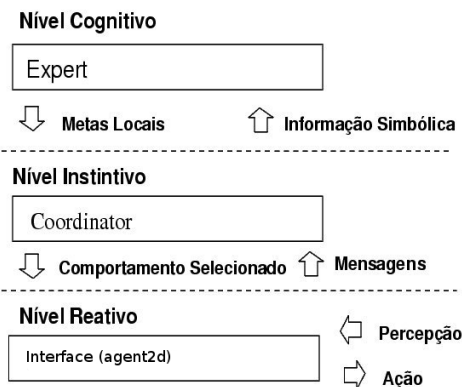 Nível Cognitivo
Expert
Metas Locais
Informação Simbólica
Nível Instintivo
Coordinator
Comportamento Selecionado
Mensagens
Nível Reativo
Interface (agent2d)
Percepção
Ação